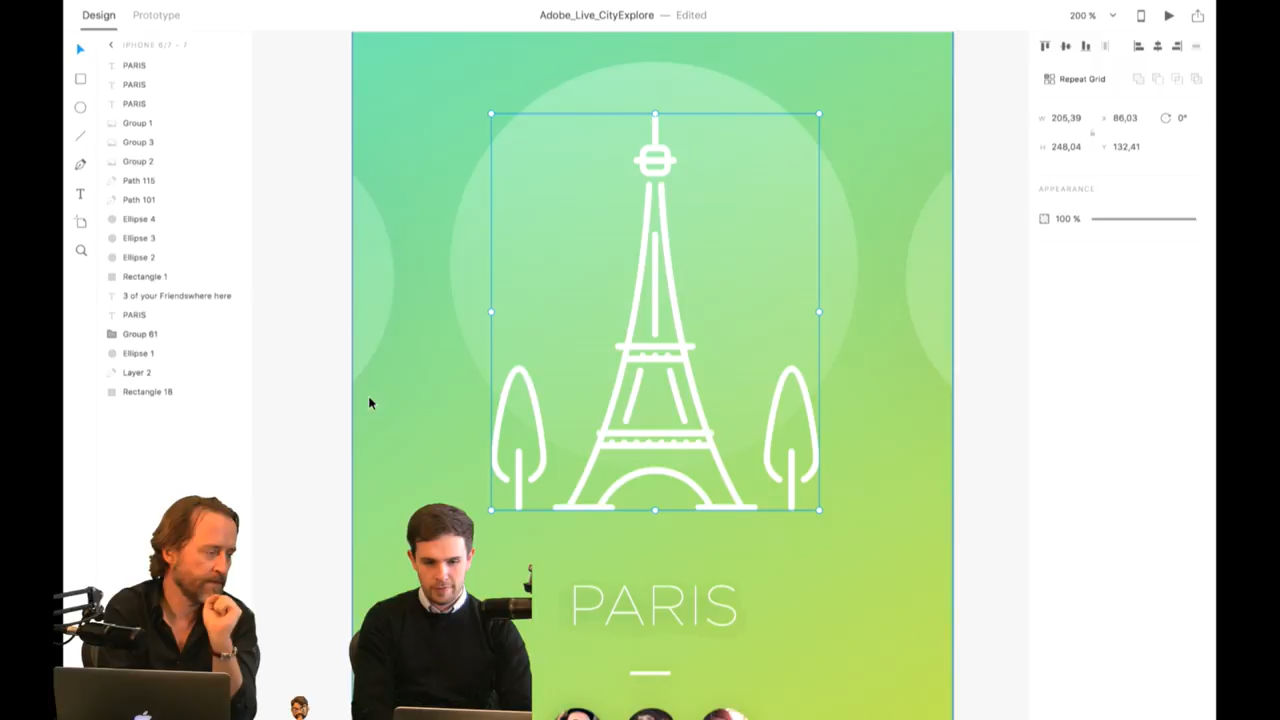 Design
Prototype
Adobe_Live_CityExplore — Edited
200 %
IPHONE 6/7 - 7
PARIS
PARIS
PARIS
Group 1
Group 3
Group 2
Path 115
Path 101
Ellipse 4
Ellipse 3
Ellipse 2
Rectangle 1
3 of your Friendswhere here
PARIS
Group 61
Ellipse 1
Layer 2
Rectangle 18
T
Repeat Grid
W 205,39 X 86,03 0°
H 248,04 Y 132,41
APPEARANCE
100 %
PARIS